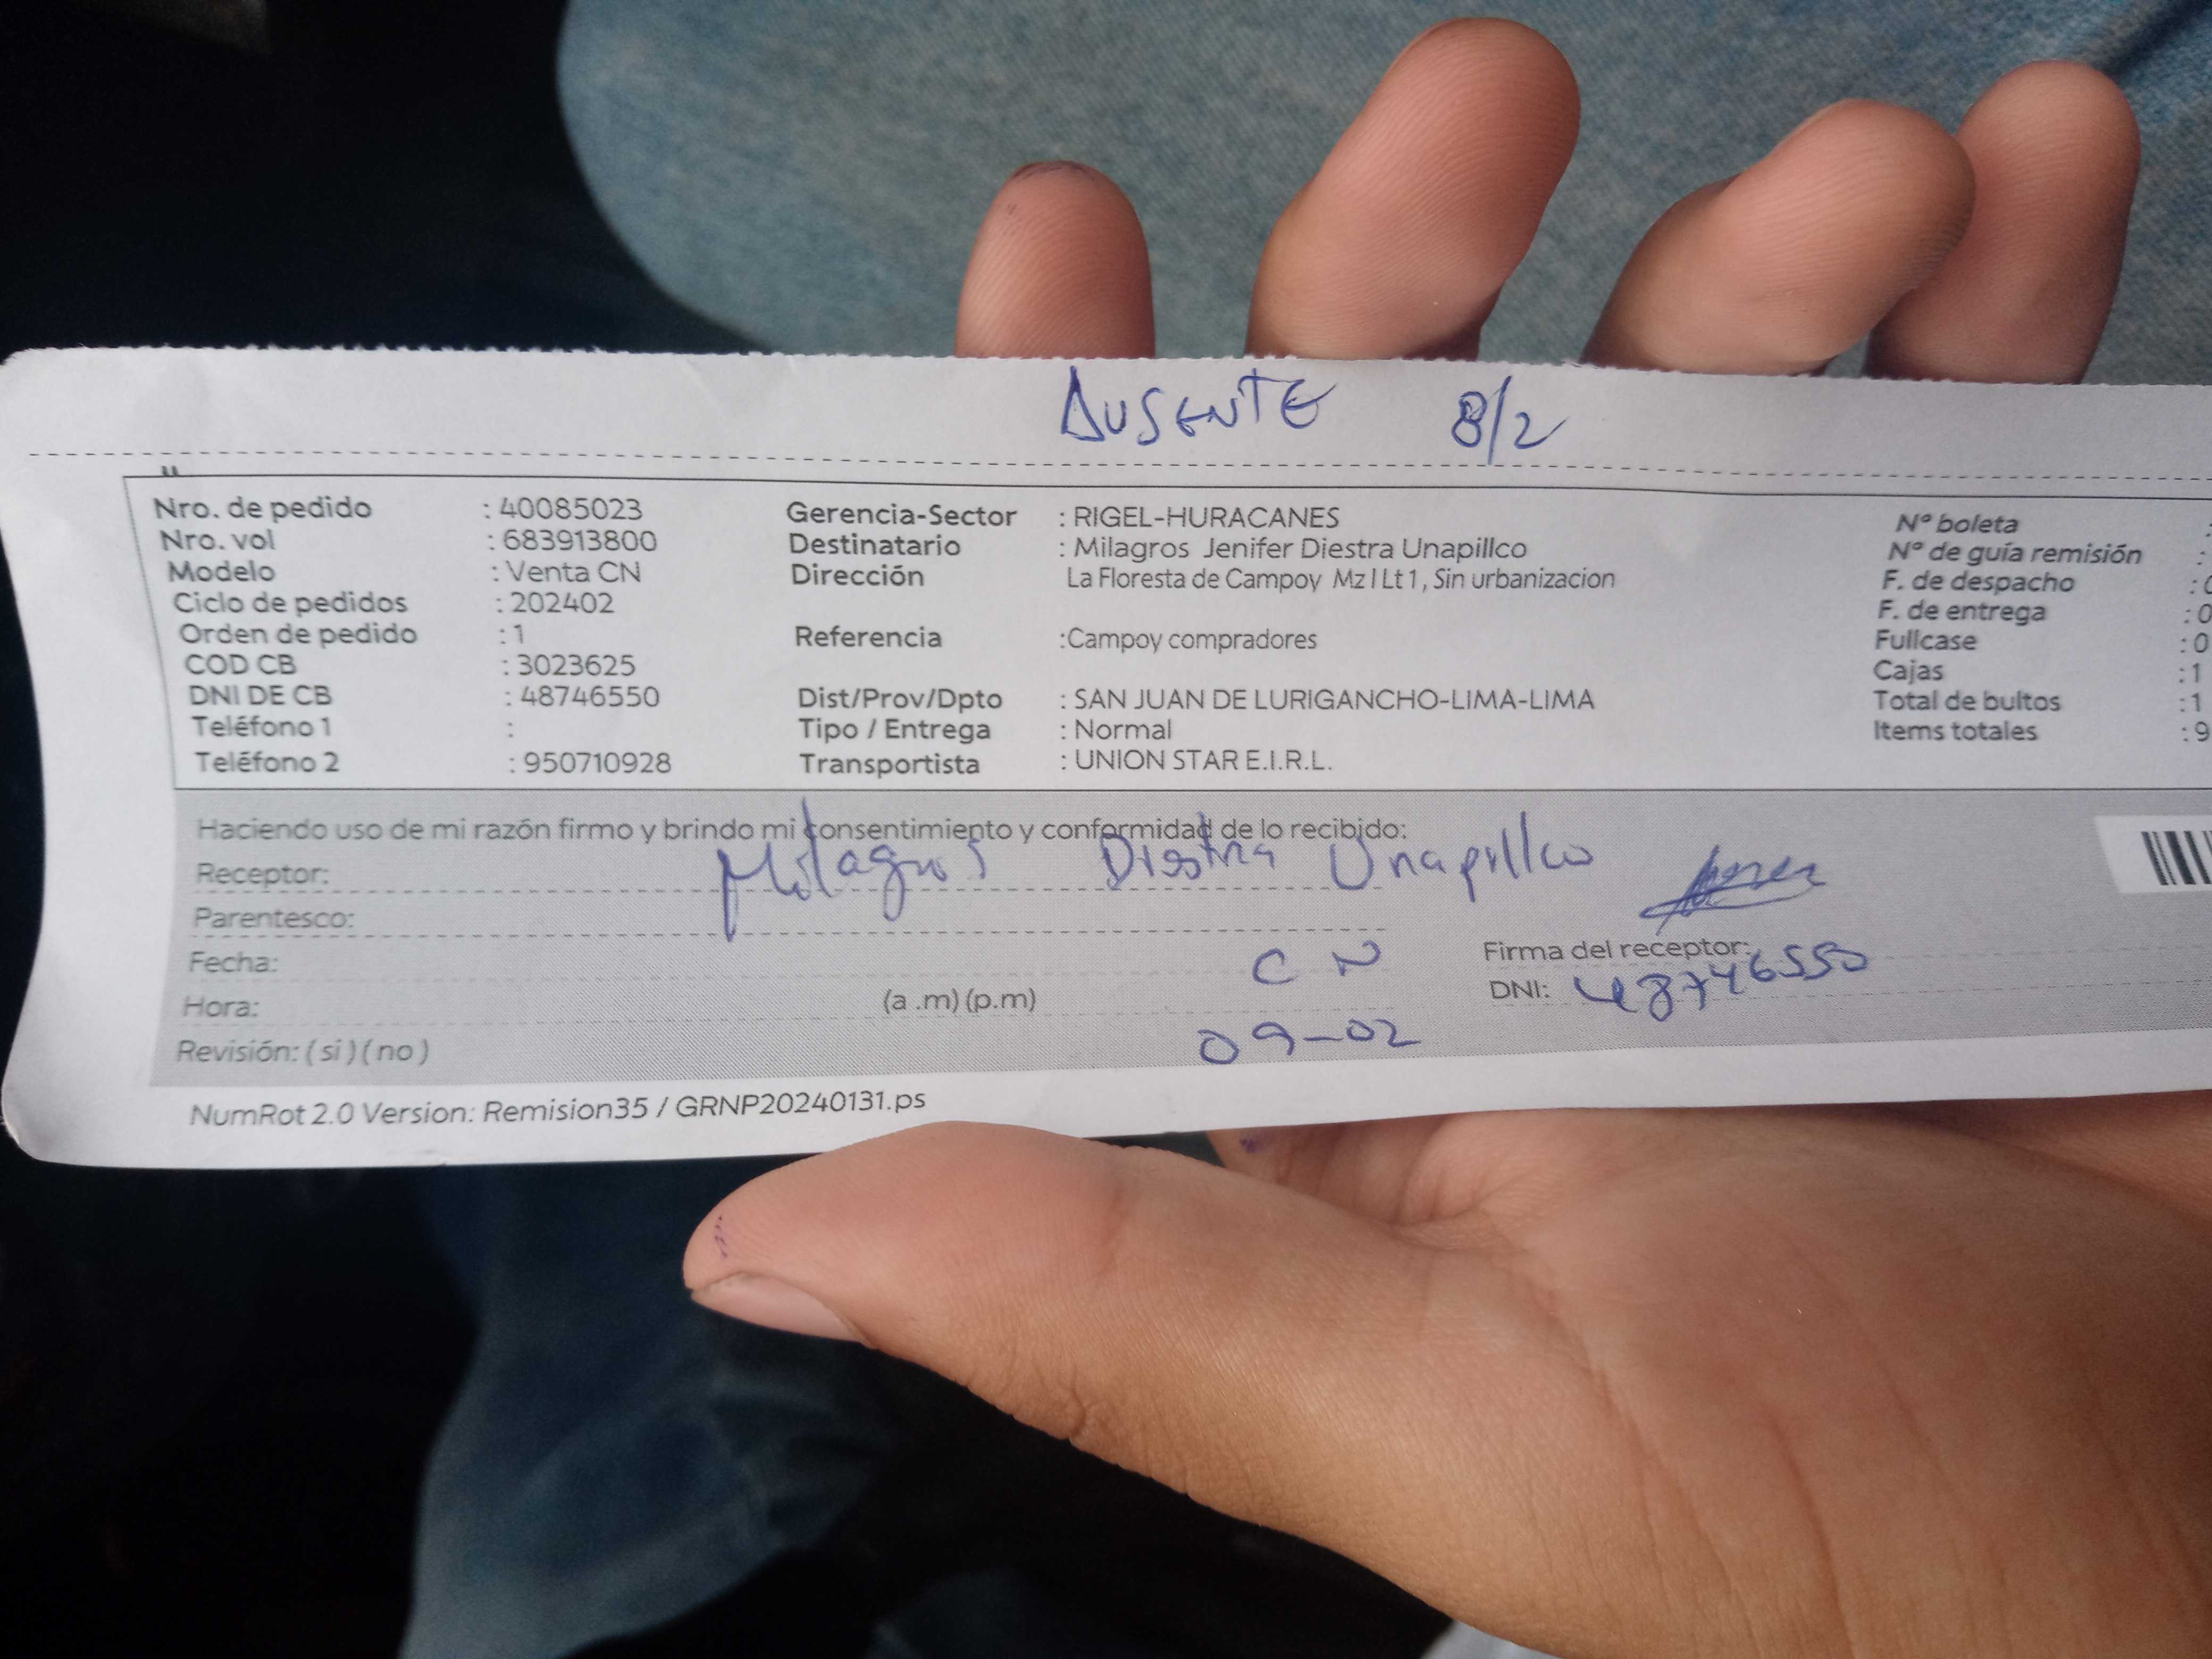 AUSENTE 8/2
Nro. de pedido : 40085023
Nro. vol : 683913800
Modelo : Venta CN
Ciclo de pedidos : 202402
Orden de pedido : 1
COD CB : 3023625
DNI DE CB : 48746550
Teléfono 1 :
Teléfono 2 : 950710928
Gerencia-Sector : RIGEL-HURACANES
Destinatario : Milagros Jenifer Diestra Unapillco
Dirección La Floresta de Campoy Mz I Lt 1, Sin urbanizacion
Referencia :Campoy compradores
Dist/Prov/Dpto : SAN JUAN DE LURIGANCHO-LIMA-LIMA
Tipo / Entrega : Normal
Transportista : UNION STAR E.I.R.L.
N° boleta :
N° de guía remisión :
F. de despacho : 0
F. de entrega : 0
Fullcase : 0
Cajas : 1
Total de bultos : 1
Items totales : 9
Haciendo uso de mi razón firmo y brindo mi consentimiento y conformidad de lo recibido:
Receptor: Milagros Diestra Unapillco
Parentesco:
Fecha: C N
Hora: (a .m) (p.m)
Revisión: ( si ) ( no ) 09-02
Firma del receptor:
DNI: 48746550
NumRot 2.0 Version: Remision35 / GRNP20240131.ps